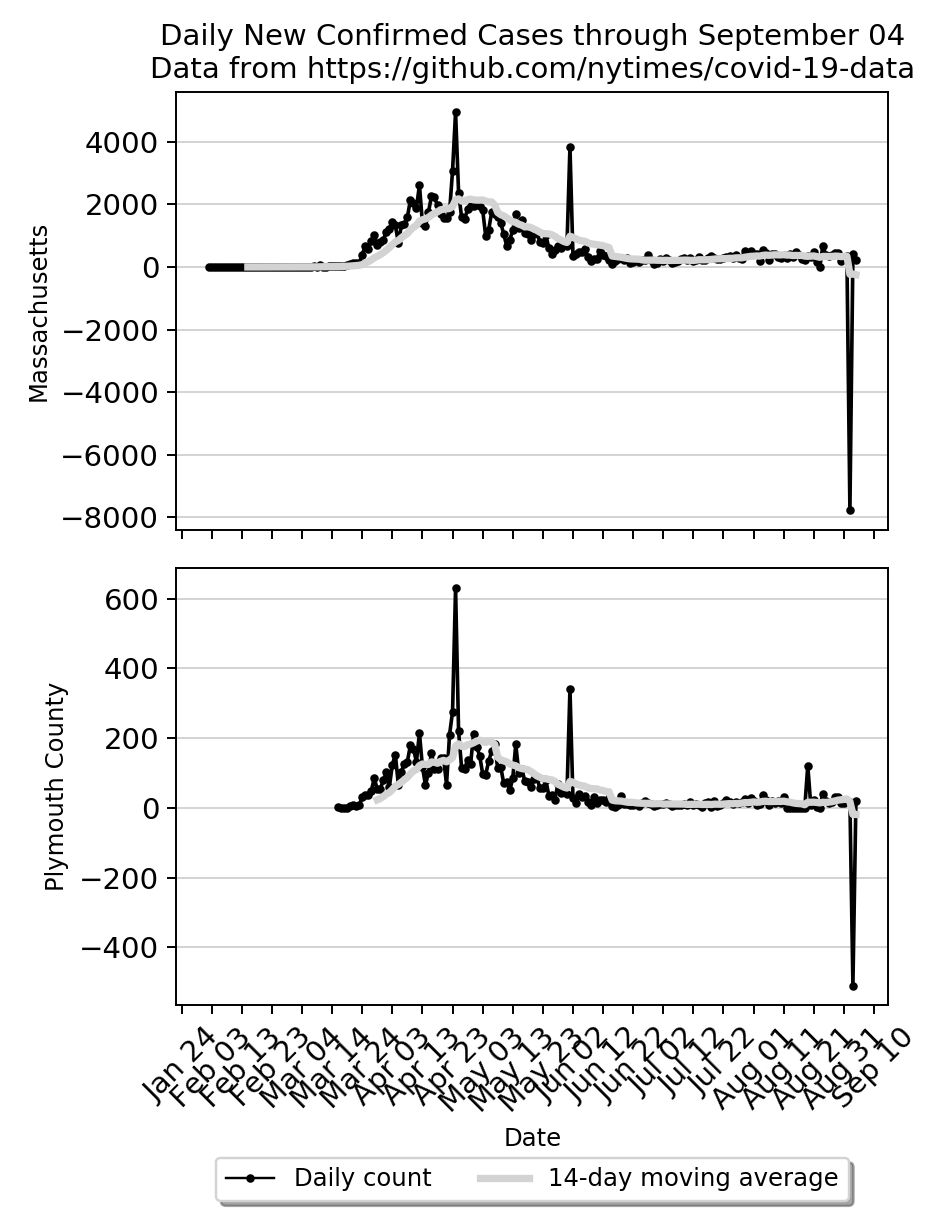 Daily New Confirmed Cases through September 04
Data from https://github.com/nytimes/covid-19-data
4000
2000
0
−2000
−4000
−6000
−8000
Massachusetts
600
400
200
0
−200
−400
Plymouth County
Jan 24
Feb 03
Feb 13
Feb 23
Mar 04
Mar 14
Mar 24
Apr 03
Apr 13
Apr 23
May 03
May 13
May 23
Jun 02
Jun 12
Jun 22
Jul 02
Jul 12
Jul 22
Aug 01
Aug 11
Aug 21
Aug 31
Sep 10
Date
Daily count
14-day moving average